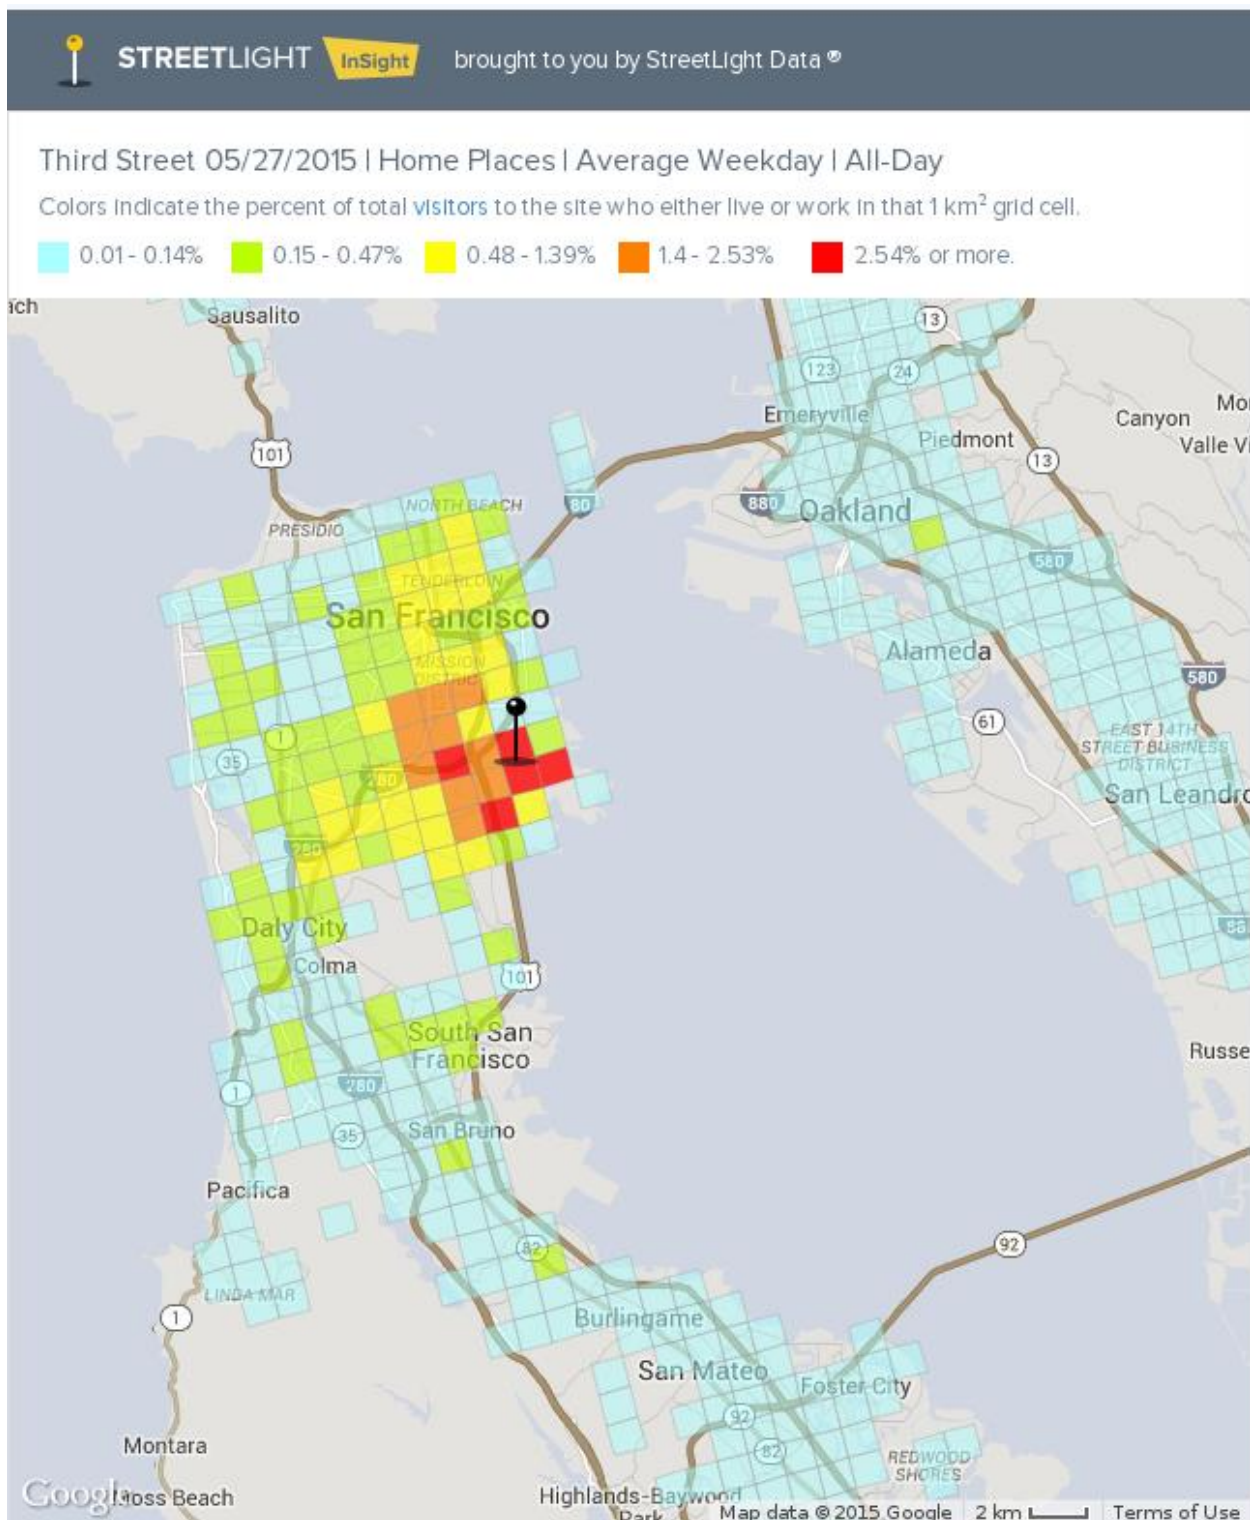 STREETLIGHT InSight brought to you by StreetLight Data ®
Third Street 05/27/2015 | Home Places | Average Weekday | All-Day
Colors indicate the percent of total visitors to the site who either live or work in that 1 km² grid cell.
0.01 - 0.14% 0.15 - 0.47% 0.48 - 1.39% 1.4 - 2.53% 2.54% or more.
Sausalito
13
123
24
Emeryville
Canyon
Piedmont
Valle Vi
101
13
NORTH BEACH
80
880
Oakland
PRESIDIO
580
TENDERLOIN
San Francisco
MISSION
DISTRICT
Alameda
580
61
1
35
EAST 14TH
STREET BUSINESS
DISTRICT
280
San Leandro
280
Daly City
88
Colma
101
South San
Francisco
Russe
280
1
35
San Bruno
Pacifica
82
92
LINDA MAR
1
Burlingame
San Mateo
Foster City
92
82
Montara
REDWOOD
SHORES
Google
Moss Beach
Highlands-Baywood
Park
Map data ©2015 Google 2 km Terms of Use